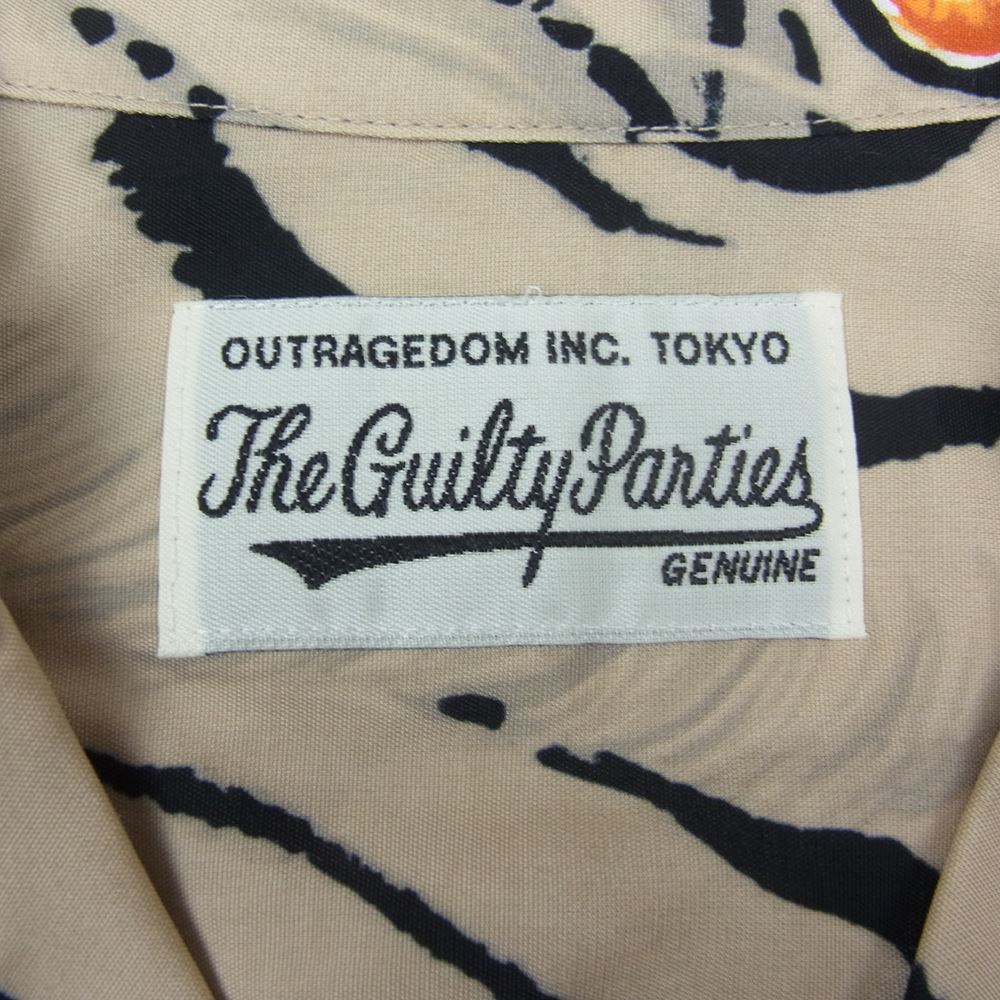 OUTRAGEDOM INC. TOKYO
The Guilty Parties
GENUINE